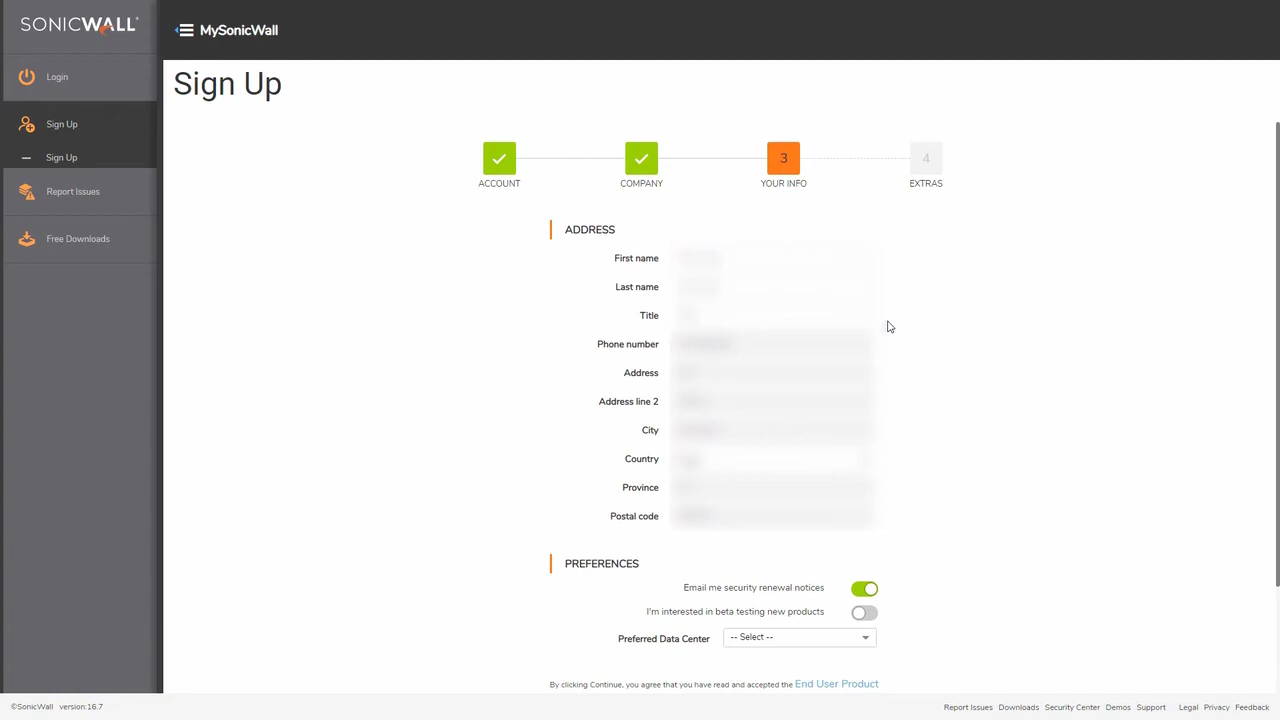 SONICWALL
MySonicWall
Login
Sign Up
Sign Up
Report Issues
Free Downloads
Sign Up
3
4
ACCOUNT
COMPANY
YOUR INFO
EXTRAS
ADDRESS
First name
Last name
Title
Phone number
Address
Address line 2
City
Country
Province
Postal code
PREFERENCES
Email me security renewal notices
I'm interested in beta testing new products
Preferred Data Center -- Select --
By clicking Continue, you agree that you have read and accepted the End User Product
©SonicWall version:16.7
Report Issues Downloads Security Center Demos Support Legal Privacy Feedback